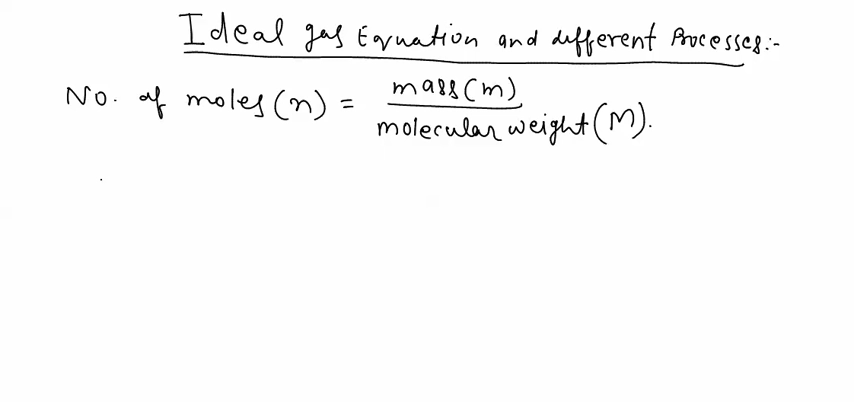 Ideal gas Equation and different Processes:-
No. of moles(n) = mass(m) / molecular weight(M).